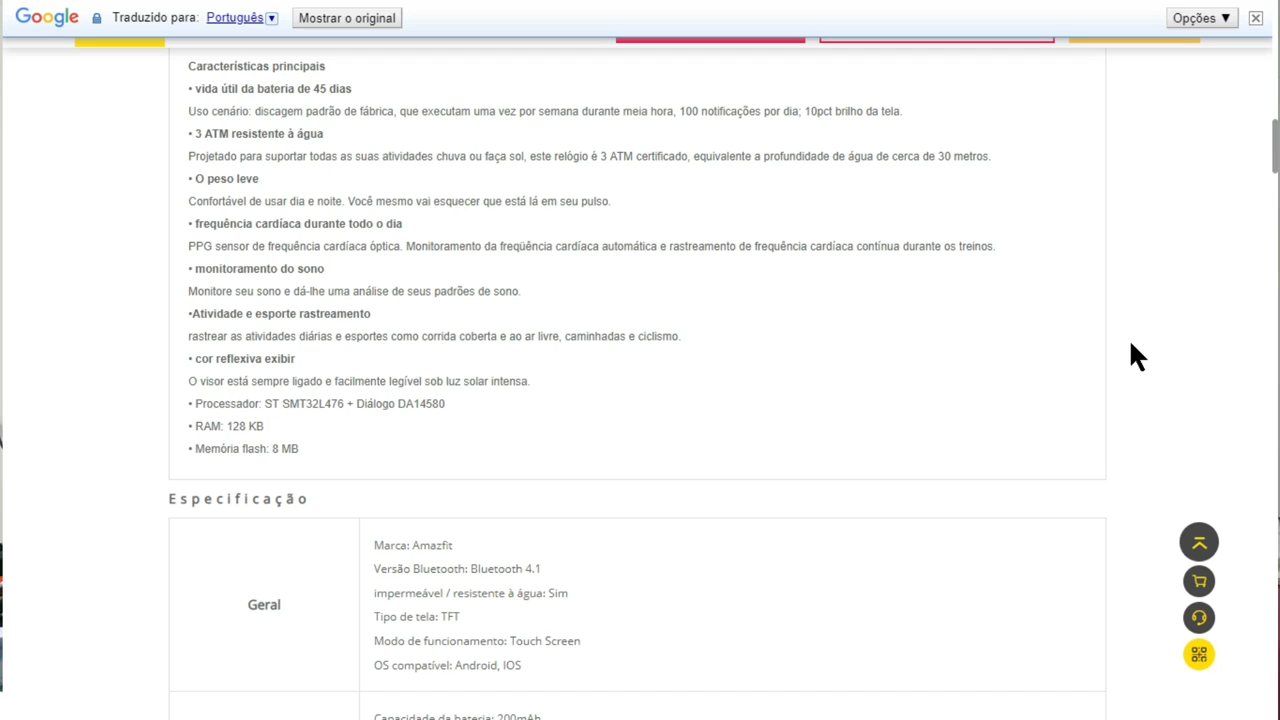 Google Traduzido para: Português Mostrar o original Opções ▼
Características principais
• vida útil da bateria de 45 dias
Uso cenário: discagem padrão de fábrica, que executam uma vez por semana durante meia hora, 100 notificações por dia; 10pct brilho da tela.
• 3 ATM resistente à água
Projetado para suportar todas as suas atividades chuva ou faça sol, este relógio é 3 ATM certificado, equivalente a profundidade de água de cerca de 30 metros.
• O peso leve
Confortável de usar dia e noite. Você mesmo vai esquecer que está lá em seu pulso.
• frequência cardíaca durante todo o dia
PPG sensor de frequência cardíaca óptica. Monitoramento da freqüência cardíaca automática e rastreamento de frequência cardíaca contínua durante os treinos.
• monitoramento do sono
Monitore seu sono e dá-lhe uma análise de seus padrões de sono.
•Atividade e esporte rastreamento
rastrear as atividades diárias e esportes como corrida coberta e ao ar livre, caminhadas e ciclismo.
• cor reflexiva exibir
O visor está sempre ligado e facilmente legível sob luz solar intensa.
• Processador: ST SMT32L476 + Diálogo DA14580
• RAM: 128 KB
• Memória flash: 8 MB
Especificação
Geral
Marca: Amazfit
Versão Bluetooth: Bluetooth 4.1
impermeável / resistente à água: Sim
Tipo de tela: TFT
Modo de funcionamento: Touch Screen
OS compatível: Android, IOS
Capacidade da bateria: 200mAh